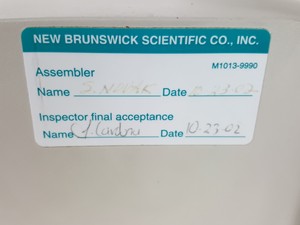 NEW BRUNSWICK SCIENTIFIC CO., INC.
Assembler M1013-9990
Name Date
Inspector final acceptance
Name Date 10-23-02